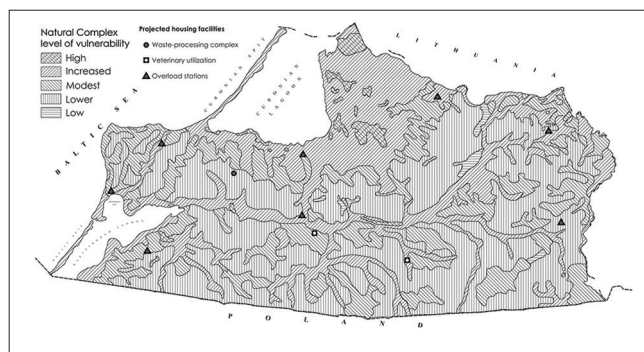 Natural Complex
level of vulnerability
High
Increased
Modest
Lower
Low
Projected housing facilities
Waste-processing complex
Veterinary utilization
Overload stations
LITHUANIA
CURONIAN SPIT
CURONIAN
LAGOON
BALTIC SEA
POLAND